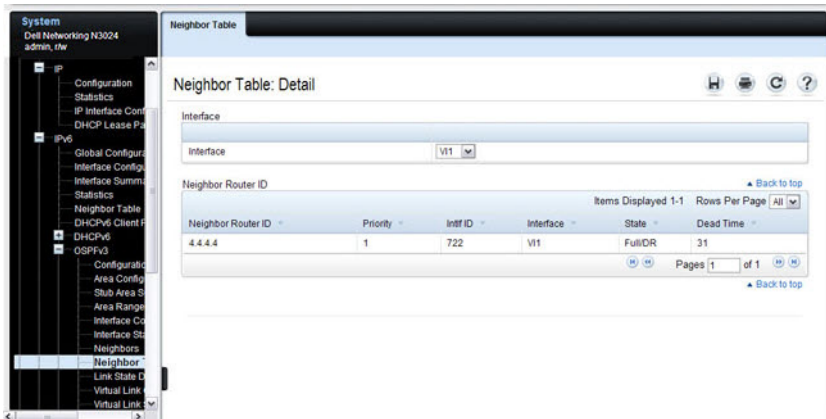 System
Dell Networking N3024
admin, r/w
IP
Configuration
Statistics
IP Interface Conf
DHCP Lease Pa
IPv6
Global Configura
Interface Configu
Interface Summa
Statistics
Neighbor Table
DHCPv6 Client P
DHCPv6
OSPFv3
Configuratio
Area Config
Stub Area S
Area Range
Interface Co
Interface Sta
Neighbors
Neighbor T
Link State D
Virtual Link
Virtual Link
Neighbor Table
Neighbor Table: Detail
Interface
Interface Vl1
Neighbor Router ID ▲ Back to top
Items Displayed 1-1 Rows Per Page All
Neighbor Router ID Priority Intif ID Interface State Dead Time
4.4.4.4 1 722 Vl1 Full/DR 31
Pages 1 of 1
▲ Back to top